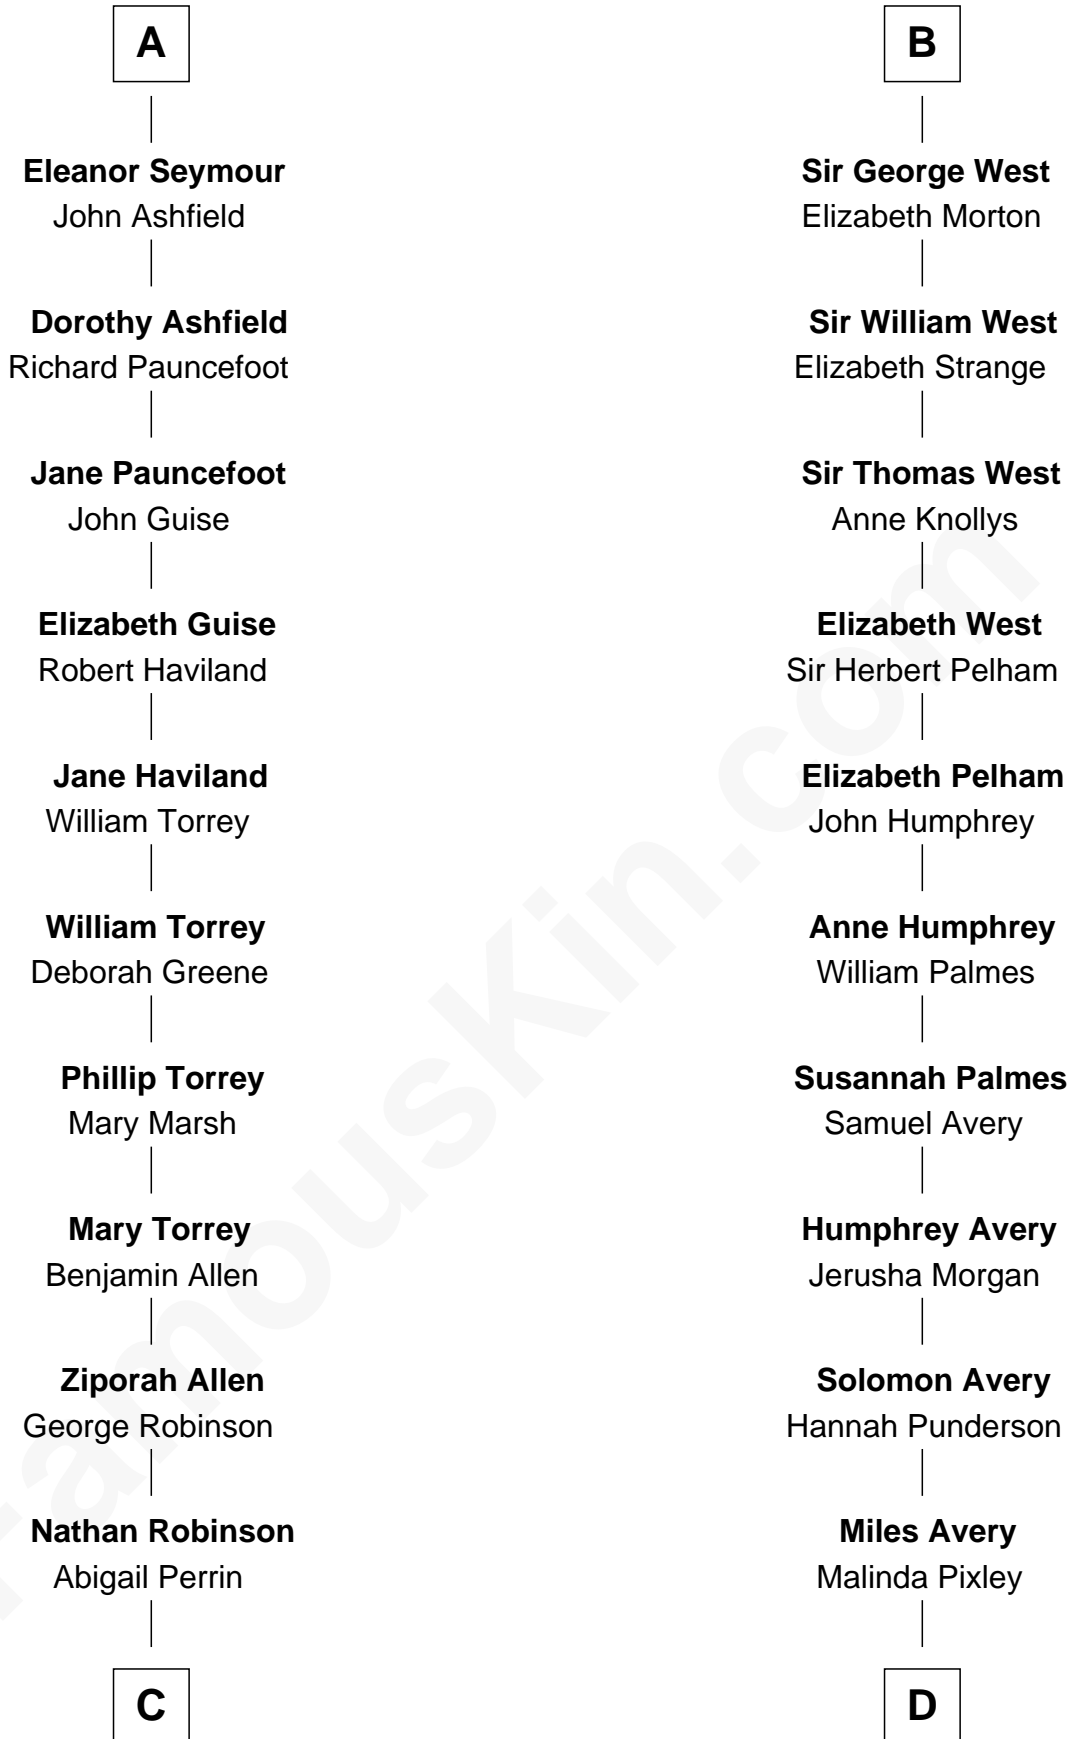 A
Eleanor Seymour
John Ashfield
Dorothy Ashfield
Richard Pauncefoot
Jane Pauncefoot
John Guise
Elizabeth Guise
Robert Haviland
Jane Haviland
William Torrey
William Torrey
Deborah Greene
Phillip Torrey
Mary Marsh
Mary Torrey
Benjamin Allen
Ziporah Allen
George Robinson
Nathan Robinson
Abigail Perrin
C
B
Sir George West
Elizabeth Morton
Sir William West
Elizabeth Strange
Sir Thomas West
Anne Knollys
Elizabeth West
Sir Herbert Pelham
Elizabeth Pelham
John Humphrey
Anne Humphrey
William Palmes
Susannah Palmes
Samuel Avery
Humphrey Avery
Jerusha Morgan
Solomon Avery
Hannah Punderson
Miles Avery
Malinda Pixley
D
FamousKin.com